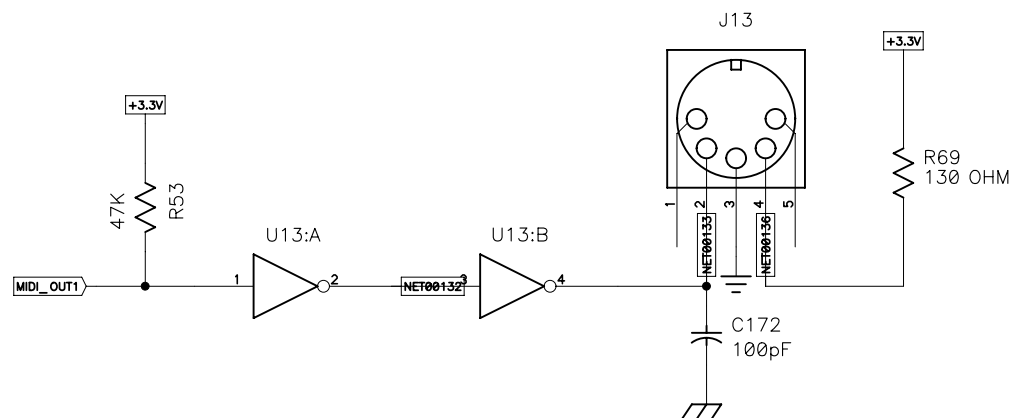 J13
+3.3V
+3.3V
47K
R53
R69
130 OHM
1
2
3
4
5
NET00133
NET00136
U13:A
U13:B
MIDI_OUT1
1
2
NET00132
3
4
C172
100pF